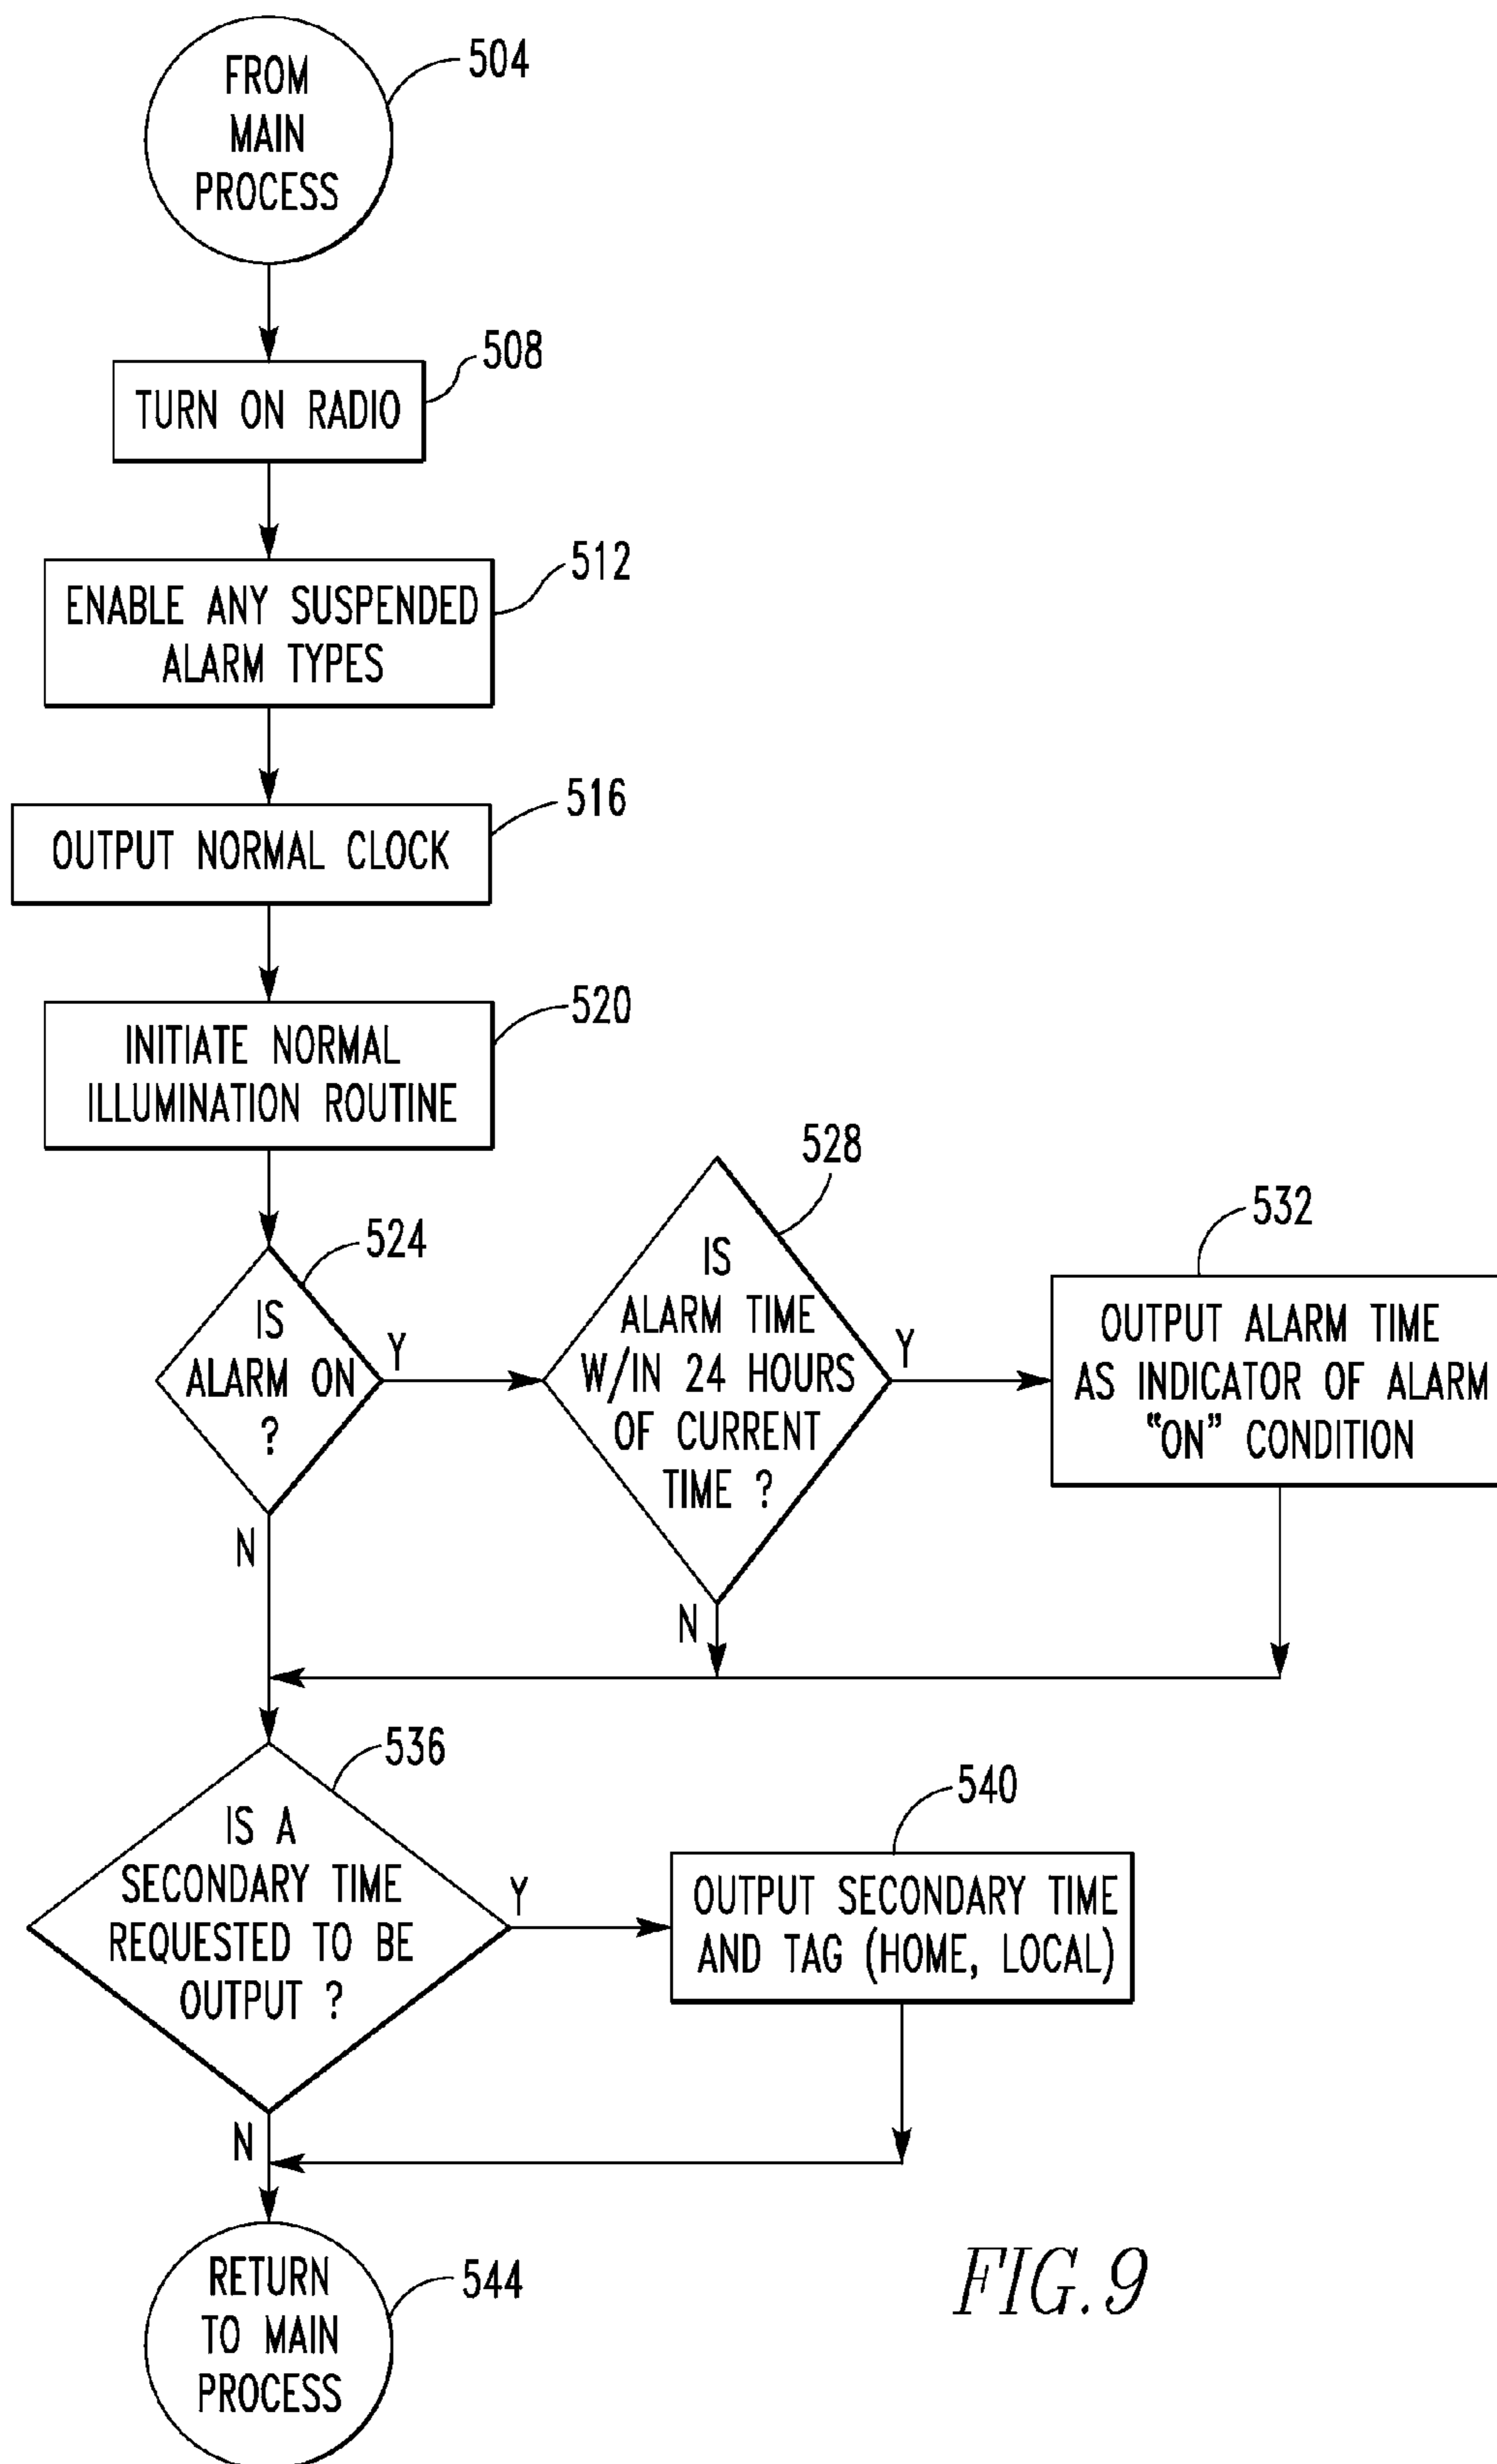 FROM
MAIN
PROCESS
504
TURN ON RADIO
508
ENABLE ANY SUSPENDED
ALARM TYPES
512
OUTPUT NORMAL CLOCK
516
INITIATE NORMAL
ILLUMINATION ROUTINE
520
IS
ALARM ON
?
524
Y
N
IS
ALARM TIME
W/IN 24 HOURS
OF CURRENT
TIME ?
528
Y
N
OUTPUT ALARM TIME
AS INDICATOR OF ALARM
“ON” CONDITION
532
IS A
SECONDARY TIME
REQUESTED TO BE
OUTPUT ?
536
Y
N
OUTPUT SECONDARY TIME
AND TAG (HOME, LOCAL)
540
RETURN
TO MAIN
PROCESS
544
FIG. 9